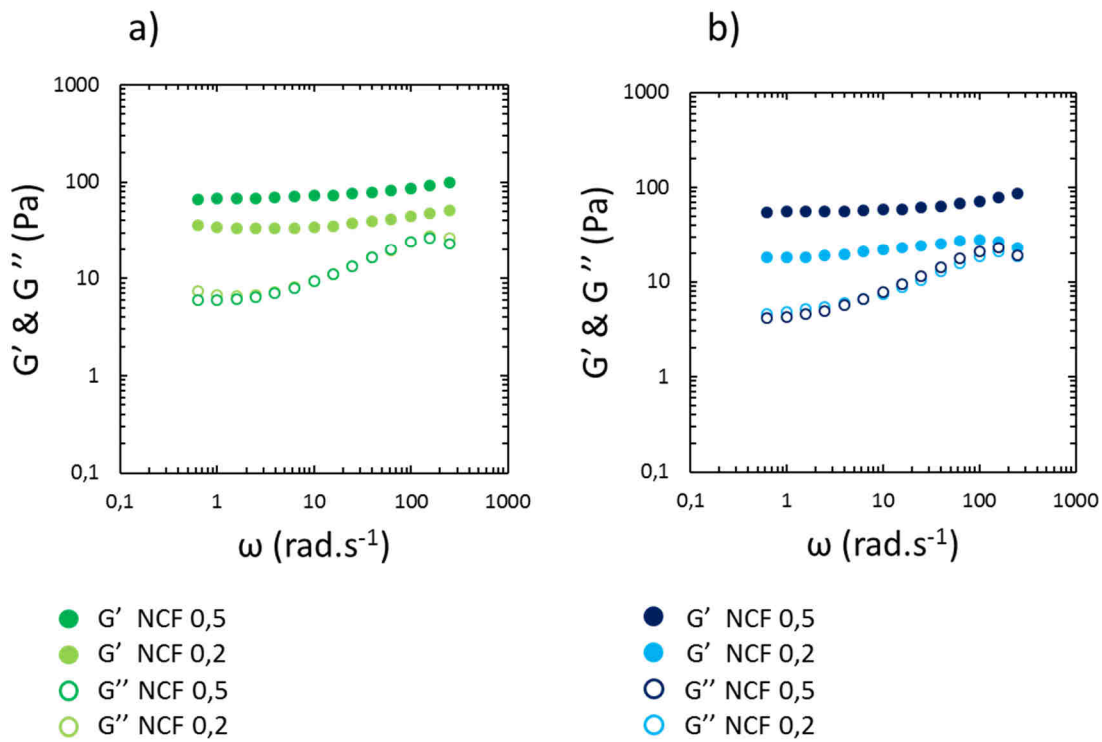 a)
1000
100
10
1
0,1
G’ & G ’’ (Pa)
0,1 1 10 100 1000
ω (rad.s-1)
G’ NCF 0,5
G’ NCF 0,2
G’’ NCF 0,5
G’’ NCF 0,2
b)
1000
100
10
1
0,1
G’ & G ’’ (Pa)
0,1 1 10 100 1000
ω (rad.s-1)
G’ NCF 0,5
G’ NCF 0,2
G’’ NCF 0,5
G’’ NCF 0,2